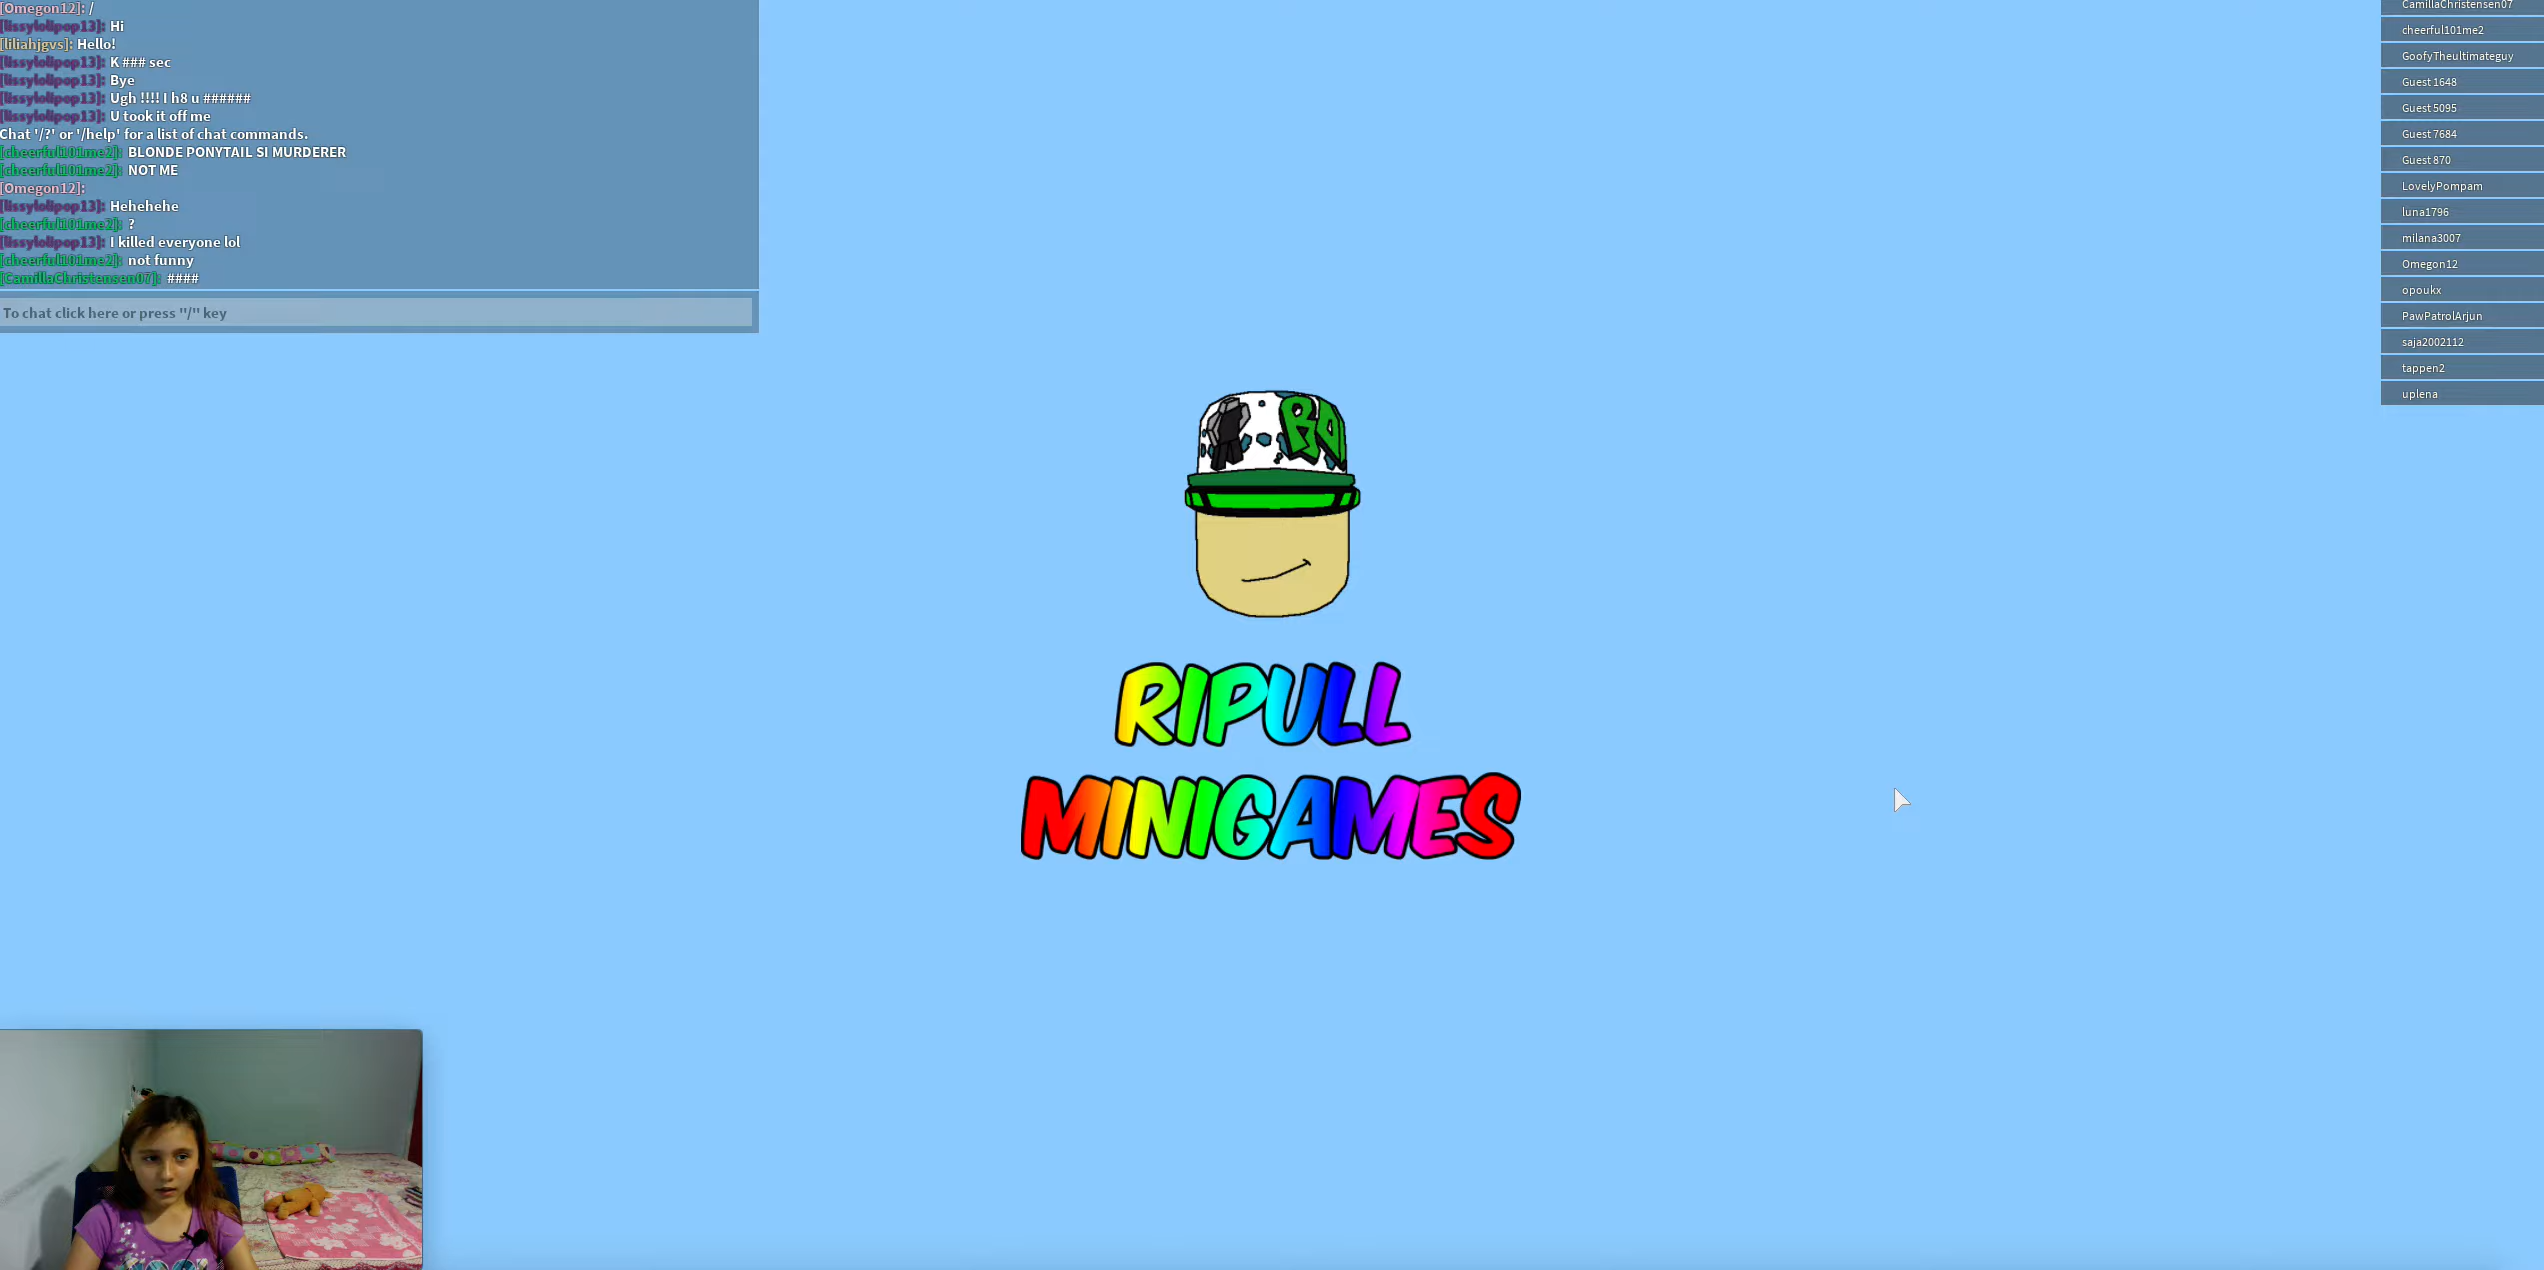 [Omegon12]: /
[lissylolipop13]: Hi
[liliahjgvs]: Hello!
[lissylolipop13]: K ### sec
[lissylolipop13]: Bye
[lissylolipop13]: Ugh !!!! I h8 u ######
[lissylolipop13]: U took it off me
Chat '/?' or '/help' for a list of chat commands.
[cheerful101me2]: BLONDE PONYTAIL SI MURDERER
[cheerful101me2]: NOT ME
[Omegon12]:
[lissylolipop13]: Hehehehe
[cheerful101me2]: ?
[lissylolipop13]: I killed everyone lol
[cheerful101me2]: not funny
[CamillaChristensen07]: ####
To chat click here or press "/" key
CamillaChristensen07
cheerful101me2
GoofyTheultimateguy
Guest 1648
Guest 5095
Guest 7684
Guest 870
LovelyPompam
luna1796
milana3007
Omegon12
opoukx
PawPatrolArjun
saja2002112
tappen2
uplena
RO
RIPULL
MINIGAMES